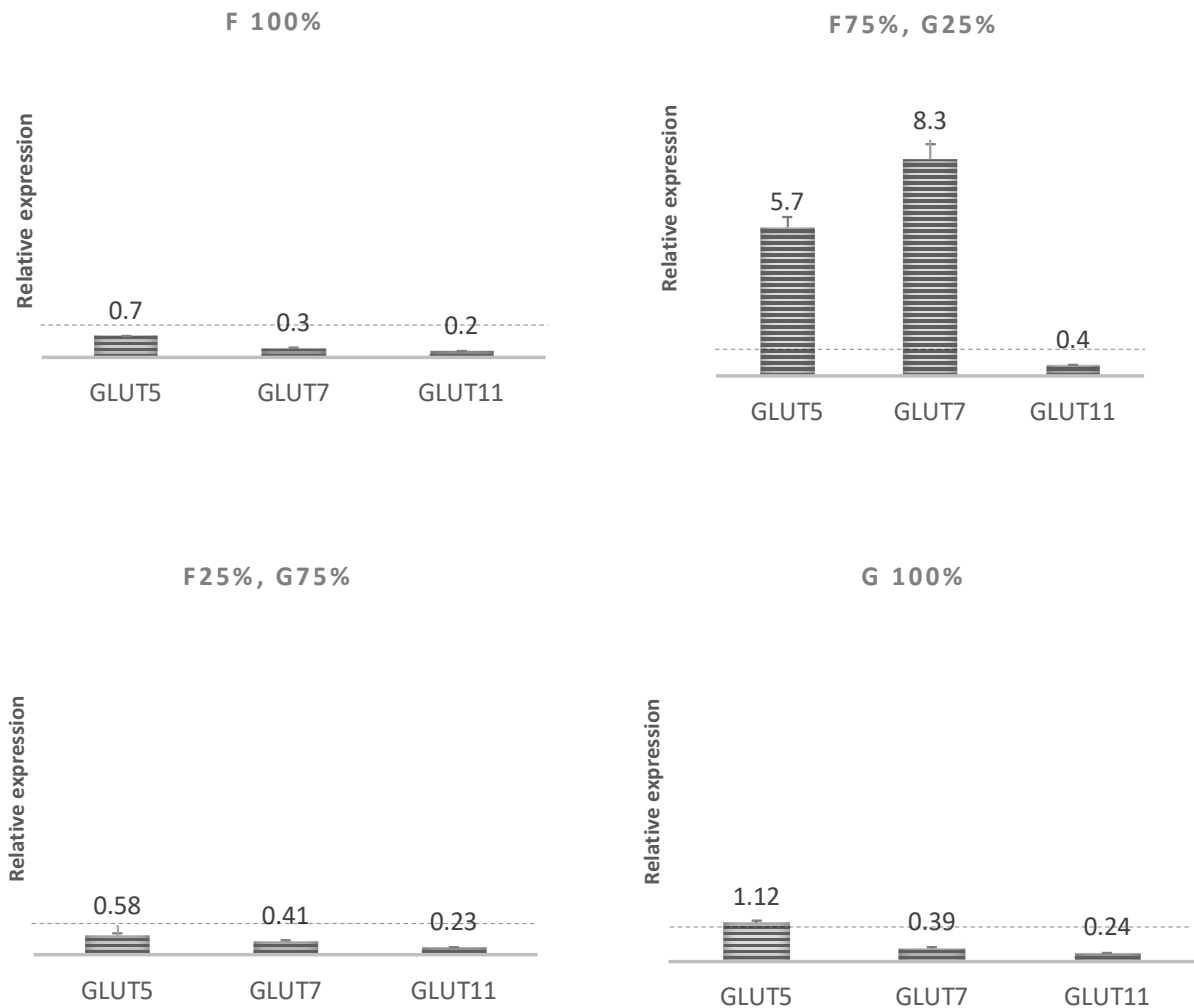 F 100%
Relative expression
0.7
0.3
0.2
GLUT5 GLUT7 GLUT11
F75%, G25%
Relative expression
8.3
5.7
0.4
GLUT5 GLUT7 GLUT11
F25%, G75%
Relative expression
0.58
0.41
0.23
GLUT5 GLUT7 GLUT11
G 100%
Relative expression
1.12
0.39
0.24
GLUT5 GLUT7 GLUT11